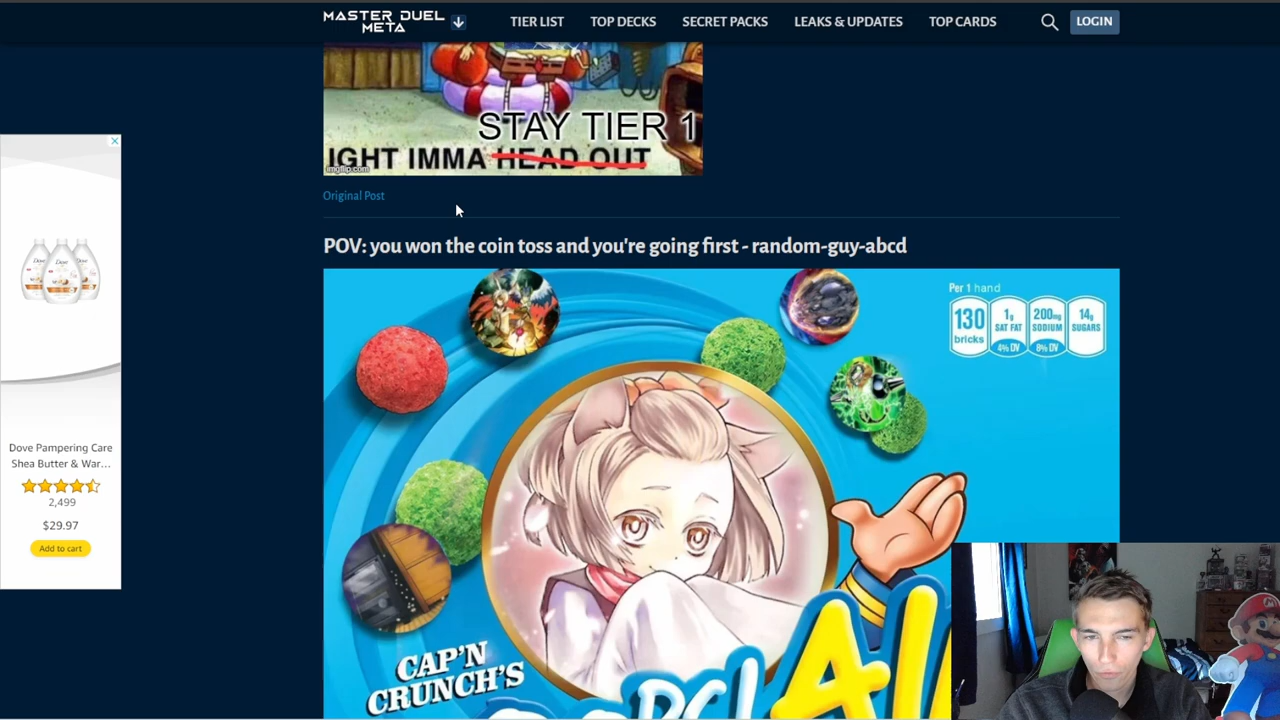 MASTER DUEL
META
TIER LIST
TOP DECKS
SECRET PACKS
LEAKS & UPDATES
TOP CARDS
LOGIN
STAY TIER 1
IGHT IMMA HEAD OUT
imgflip.com
Original Post
POV: you won the coin toss and you're going first - random-guy-abcd
Per 1 hand
130
bricks
1g
SAT FAT
4% DV
200mg
SODIUM
8% DV
14g
SUGARS
Dove Pampering Care
Shea Butter & War...
2,499
$29.97
Add to cart
CAP'N
CRUNCH'S